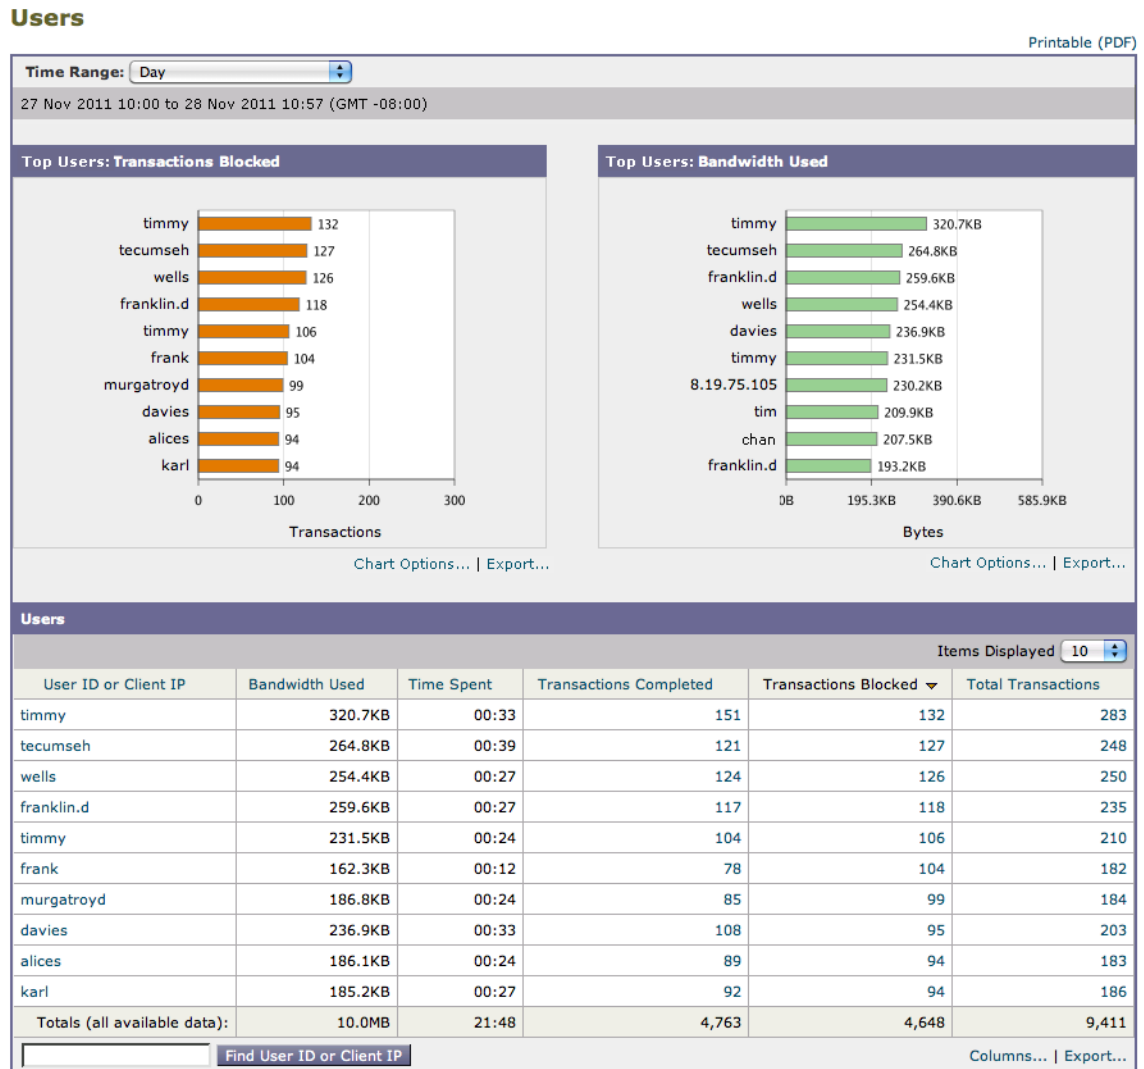 Users
Printable (PDF)
Time Range: Day
27 Nov 2011 10:00 to 28 Nov 2011 10:57 (GMT -08:00)
Top Users: Transactions Blocked
timmy 132
tecumseh 127
wells 126
franklin.d 118
timmy 106
frank 104
murgatroyd 99
davies 95
alices 94
karl 94
0 100 200 300
Transactions
Chart Options... | Export...
Top Users: Bandwidth Used
timmy 320.7KB
tecumseh 264.8KB
franklin.d 259.6KB
wells 254.4KB
davies 236.9KB
timmy 231.5KB
8.19.75.105 230.2KB
tim 209.9KB
chan 207.5KB
franklin.d 193.2KB
0B 195.3KB 390.6KB 585.9KB
Bytes
Chart Options... | Export...
Users
Items Displayed 10
User ID or Client IP Bandwidth Used Time Spent Transactions Completed Transactions Blocked Total Transactions
timmy 320.7KB 00:33 151 132 283
tecumseh 264.8KB 00:39 121 127 248
wells 254.4KB 00:27 124 126 250
franklin.d 259.6KB 00:27 117 118 235
timmy 231.5KB 00:24 104 106 210
frank 162.3KB 00:12 78 104 182
murgatroyd 186.8KB 00:24 85 99 184
davies 236.9KB 00:33 108 95 203
alices 186.1KB 00:24 89 94 183
karl 185.2KB 00:27 92 94 186
Totals (all available data): 10.0MB 21:48 4,763 4,648 9,411
Find User ID or Client IP
Columns... | Export...